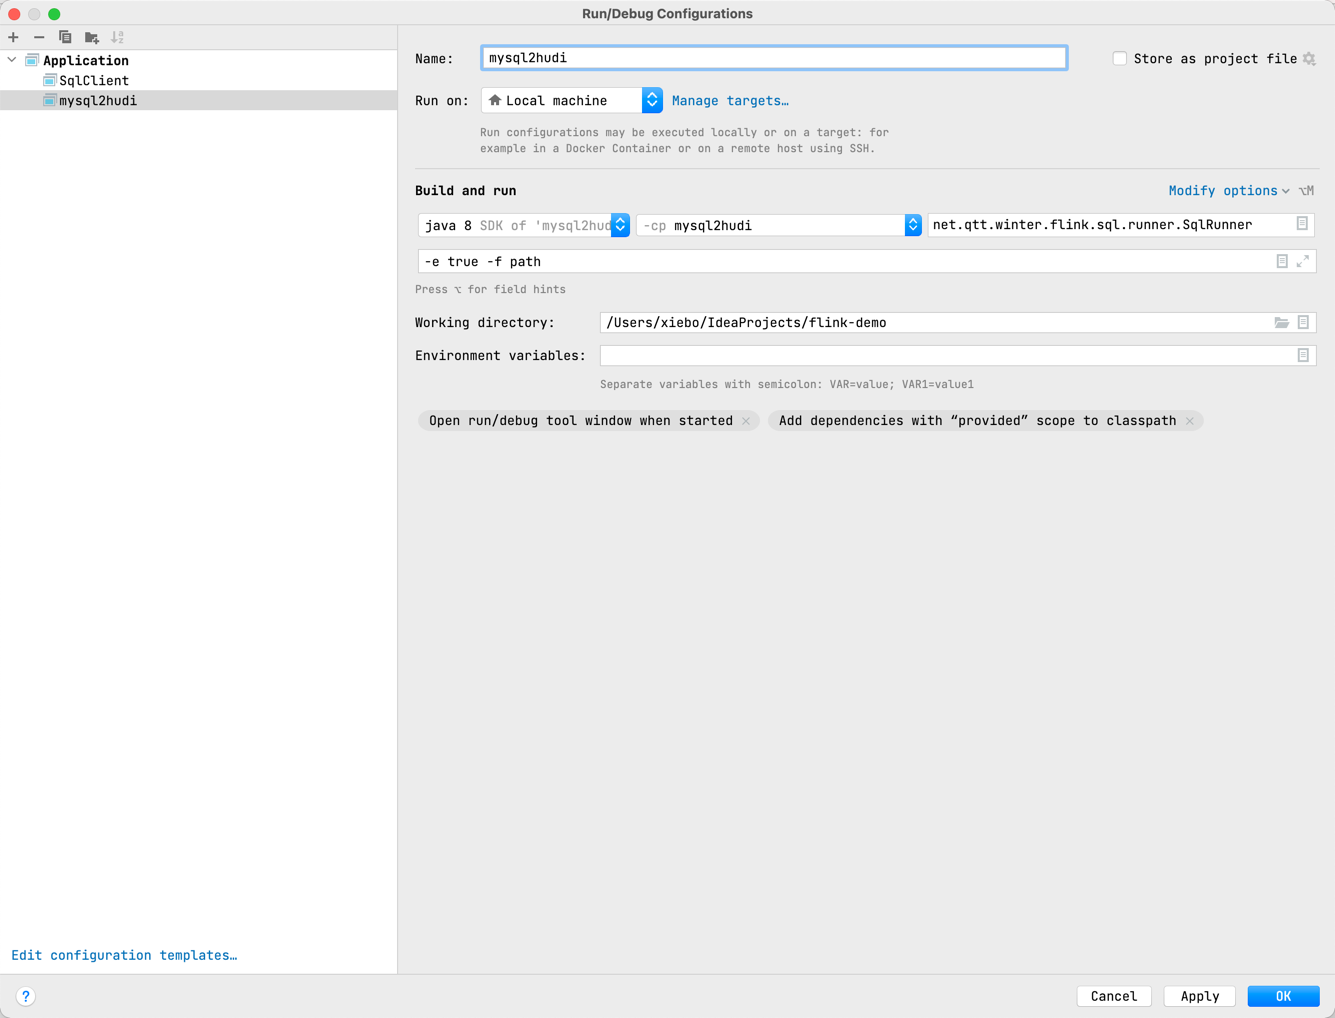 Run/Debug Configurations
Application
SqlClient
mysql2hudi
Name: mysql2hudi Store as project file
Run on: Local machine Manage targets…
Run configurations may be executed locally or on a target: for
example in a Docker Container or on a remote host using SSH.
Build and run Modify options ⌥M
java 8 SDK of 'mysql2hud -cp mysql2hudi net.qtt.winter.flink.sql.runner.SqlRunner
-e true -f path
Press ⌥ for field hints
Working directory: /Users/xiebo/IdeaProjects/flink-demo
Environment variables:
Separate variables with semicolon: VAR=value; VAR1=value1
Open run/debug tool window when started × Add dependencies with “provided” scope to classpath ×
Edit configuration templates…
? Cancel Apply OK